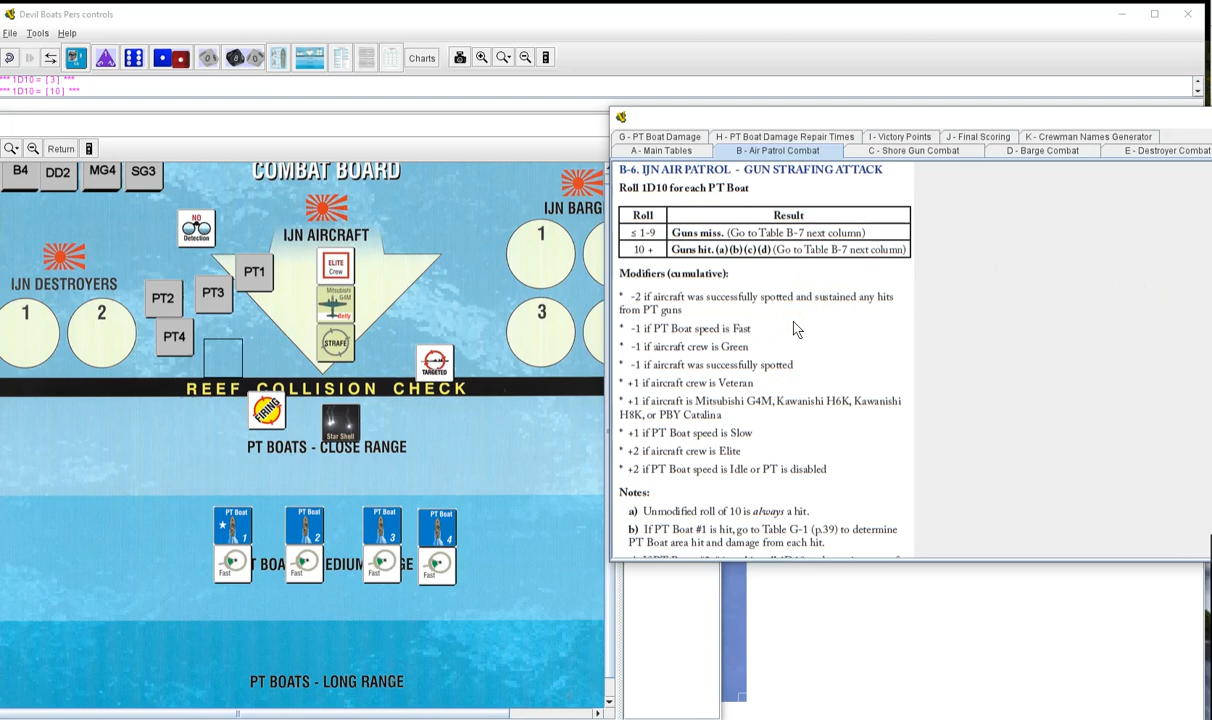 Devil Boats Pers controls
File Tools Help
Charts
*** 1D10 = [ 3 ] ***
*** 1D10 = [ 10 ] ***
Return
B4 DD2 MG4 SG3
COMBAT BOARD
NO
Detection
IJN AIRCRAFT
IJN BARG
IJN DESTROYERS
PT1
PT2
PT3
PT4
ELITE
Crew
Mitsubishi
G4M
Betty
STRAFE
1
2
1
3
TARGETED
REEF COLLISION CHECK
FIRING
Star Shell
PT BOATS - CLOSE RANGE
PT Boat
1
PT Boat
2
PT Boat
3
PT Boat
4
Fast
Fast
Fast
Fast
T BOA
EDIUM
GE
PT BOATS - LONG RANGE
G - PT Boat Damage H - PT Boat Damage Repair Times I - Victory Points J - Final Scoring K - Crewman Names Generator
A - Main Tables B - Air Patrol Combat C - Shore Gun Combat D - Barge Combat E - Destroyer Combat
B-6. IJN AIR PATROL - GUN STRAFING ATTACK
Roll 1D10 for each PT Boat
Roll Result
≤ 1-9 Guns miss. (Go to Table B-7 next column)
10 + Guns hit. (a)(b)(c)(d) (Go to Table B-7 next column)
Modifiers (cumulative):
* -2 if aircraft was successfully spotted and sustained any hits
from PT guns
* -1 if PT Boat speed is Fast
* -1 if aircraft crew is Green
* -1 if aircraft was successfully spotted
* +1 if aircraft crew is Veteran
* +1 if aircraft is Mitsubishi G4M, Kawanishi H6K, Kawanishi
H8K, or PBY Catalina
* +1 if PT Boat speed is Slow
* +2 if aircraft crew is Elite
* +2 if PT Boat speed is Idle or PT is disabled
Notes:
a) Unmodified roll of 10 is always a hit.
b) If PT Boat #1 is hit, go to Table G-1 (p.39) to determine
PT Boat area hit and damage from each hit.